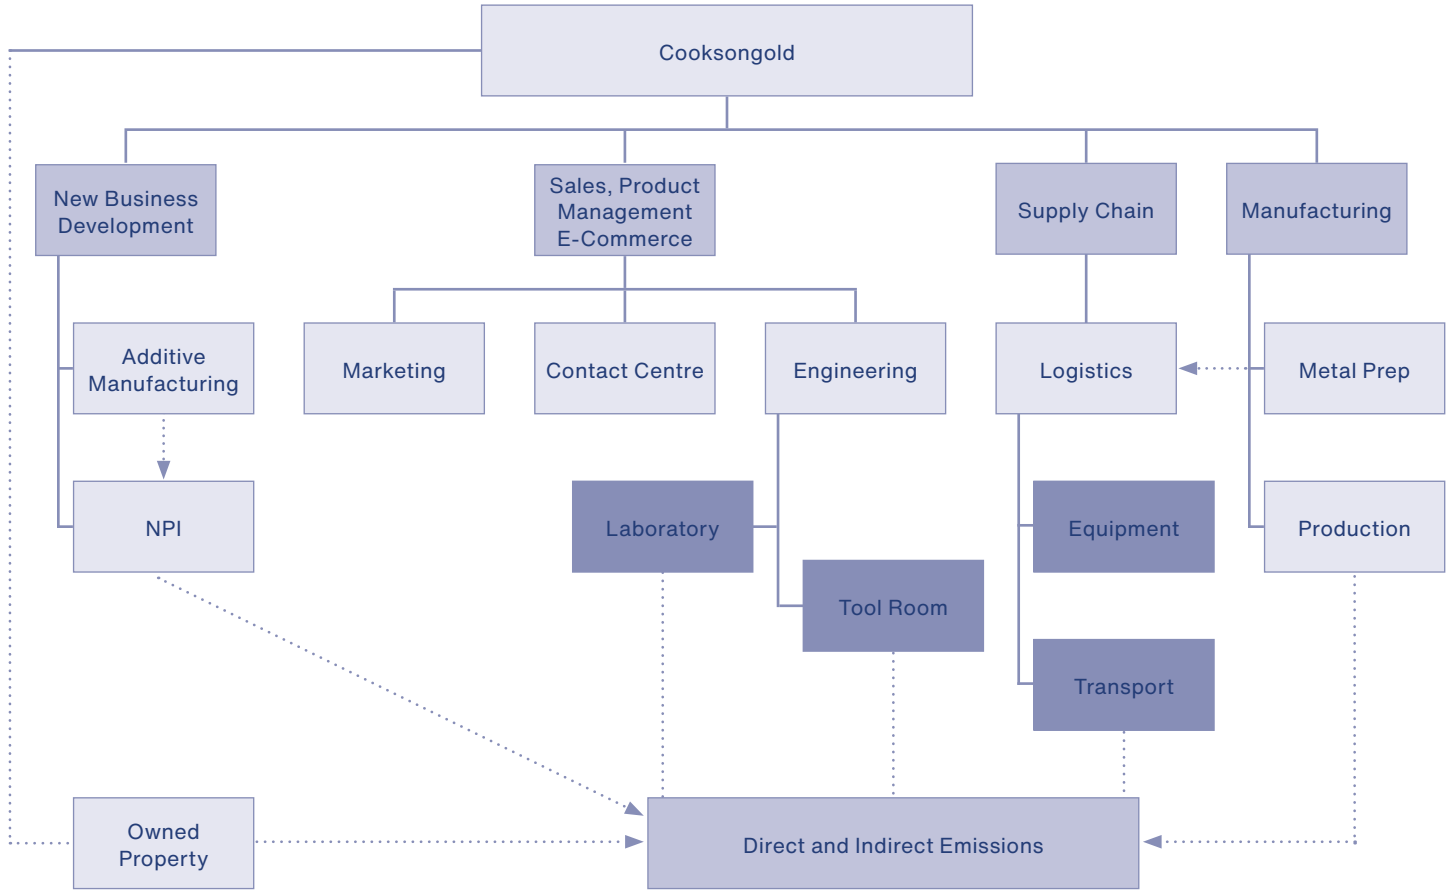 Cooksongold
New Business
Development
Sales, Product
Management
E-Commerce
Supply Chain
Manufacturing
Additive
Manufacturing
Marketing
Contact Centre
Engineering
Logistics
Metal Prep
NPI
Laboratory
Equipment
Production
Tool Room
Transport
Owned
Property
Direct and Indirect Emissions